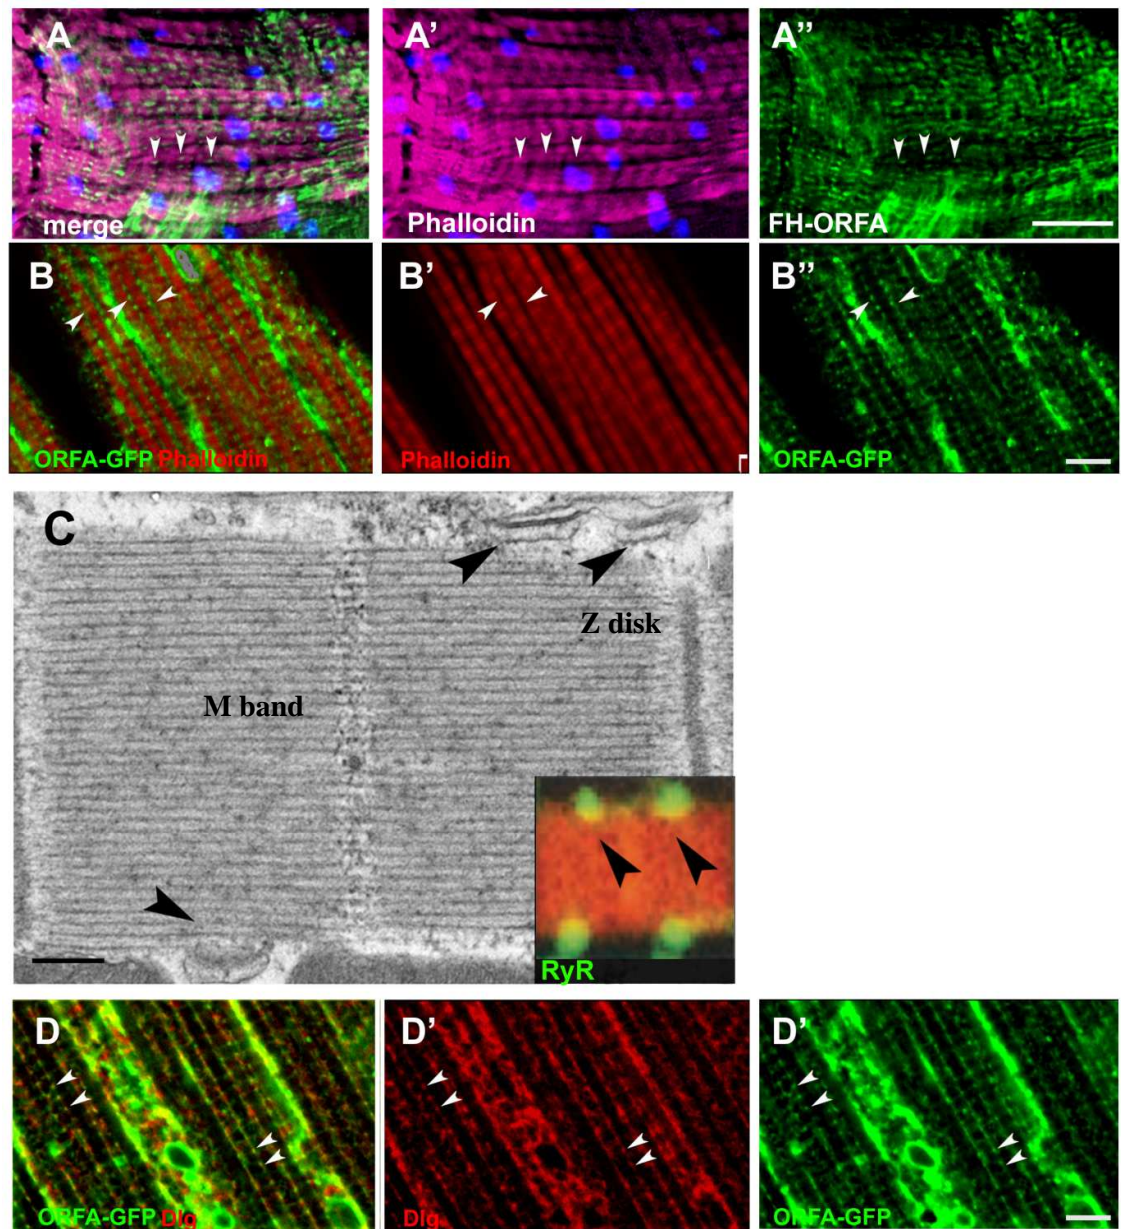 A
A’
A’’
merge
Phalloidin
FH-ORFA
B
B’
B’’
ORFA-GFP Phalloidin
Phalloidin
ORFA-GFP
C
Z disk
M band
RyR
D
D’
D’
ORFA-GFP Dlg
Dlg
ORFA-GFP